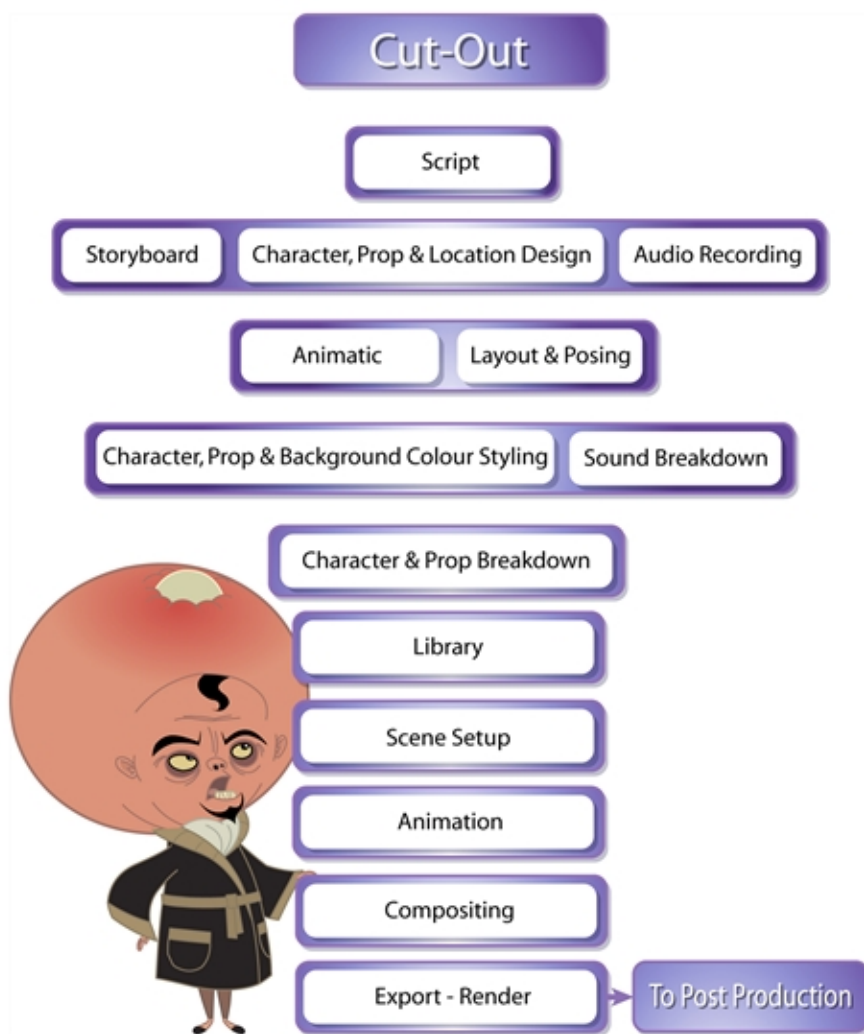 Cut-Out
Script
Storyboard
Character, Prop & Location Design
Audio Recording
Animatic
Layout & Posing
Character, Prop & Background Colour Styling
Sound Breakdown
Character & Prop Breakdown
Library
Scene Setup
Animation
Compositing
Export - Render
To Post Production